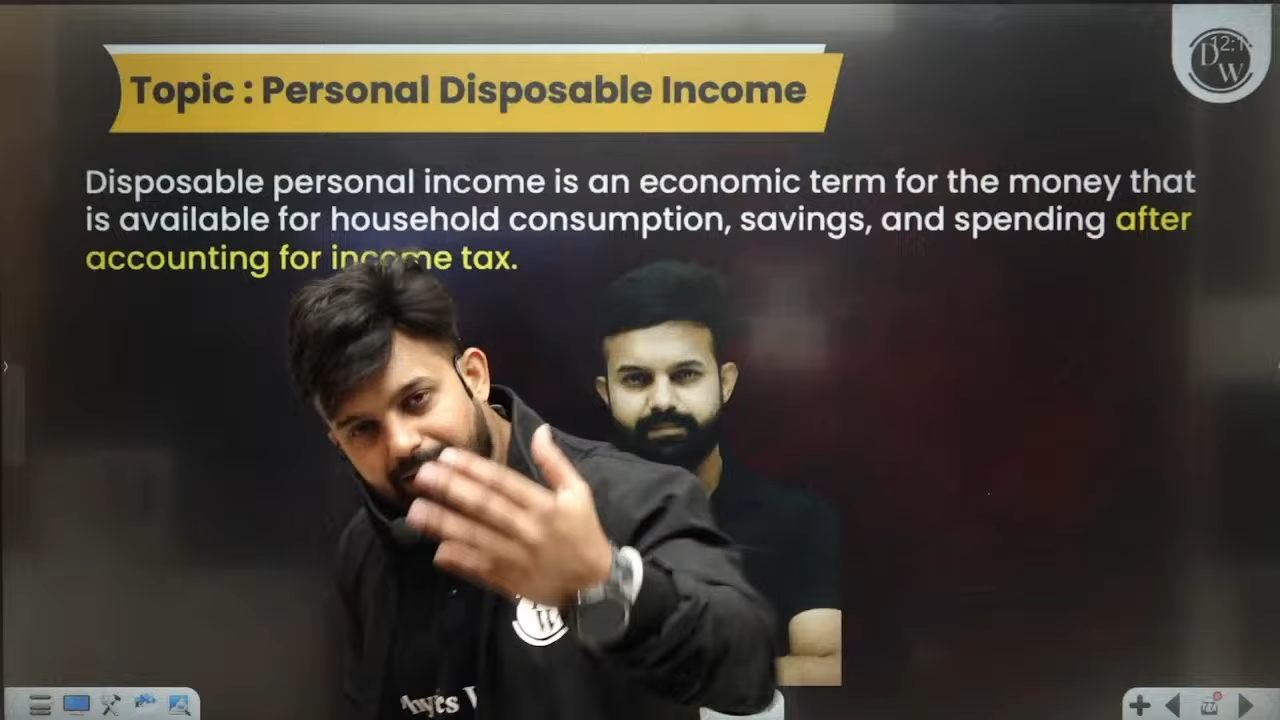 Topic : Personal Disposable Income
Disposable personal income is an economic term for the money that
is available for household consumption, savings, and spending after
accounting for income tax.
W
77